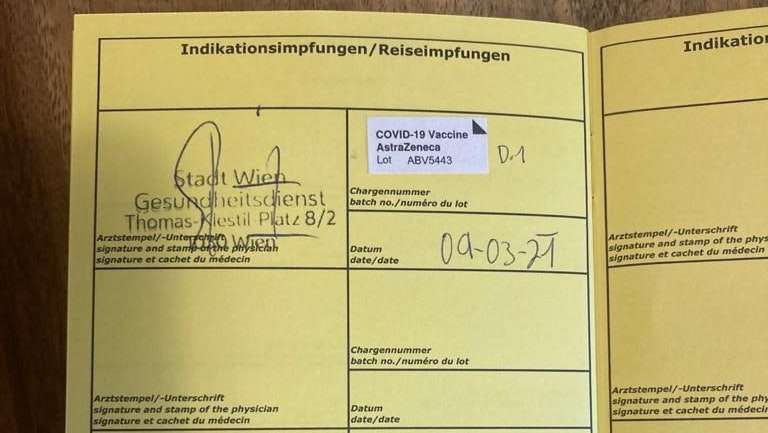 Indikationsimpfungen/Reiseimpfungen
Stadt Wien
Gesundheitsdienst
Thomas-Klestil-Platz 8/2
1030 Wien
Arztstempel/-Unterschrift
signature and stamp of the physician
signature et cachet du médecin
COVID-19 Vaccine
AstraZeneca
Lot ABV5443
D.1
Chargennummer
batch no./numéro du lot
Datum
date/date
09-03-21
Arztstempel/-Unterschrift
signature and stamp of the physician
signature et cachet du médecin
Chargennummer
batch no./numéro du lot
Datum
date/date
Arztstempel/-Unterschrift
signature and stamp of the
signature et cachet du médecin
Arztstempel/-Unterschrift
signature and stamp of the
signature et cachet du médecin